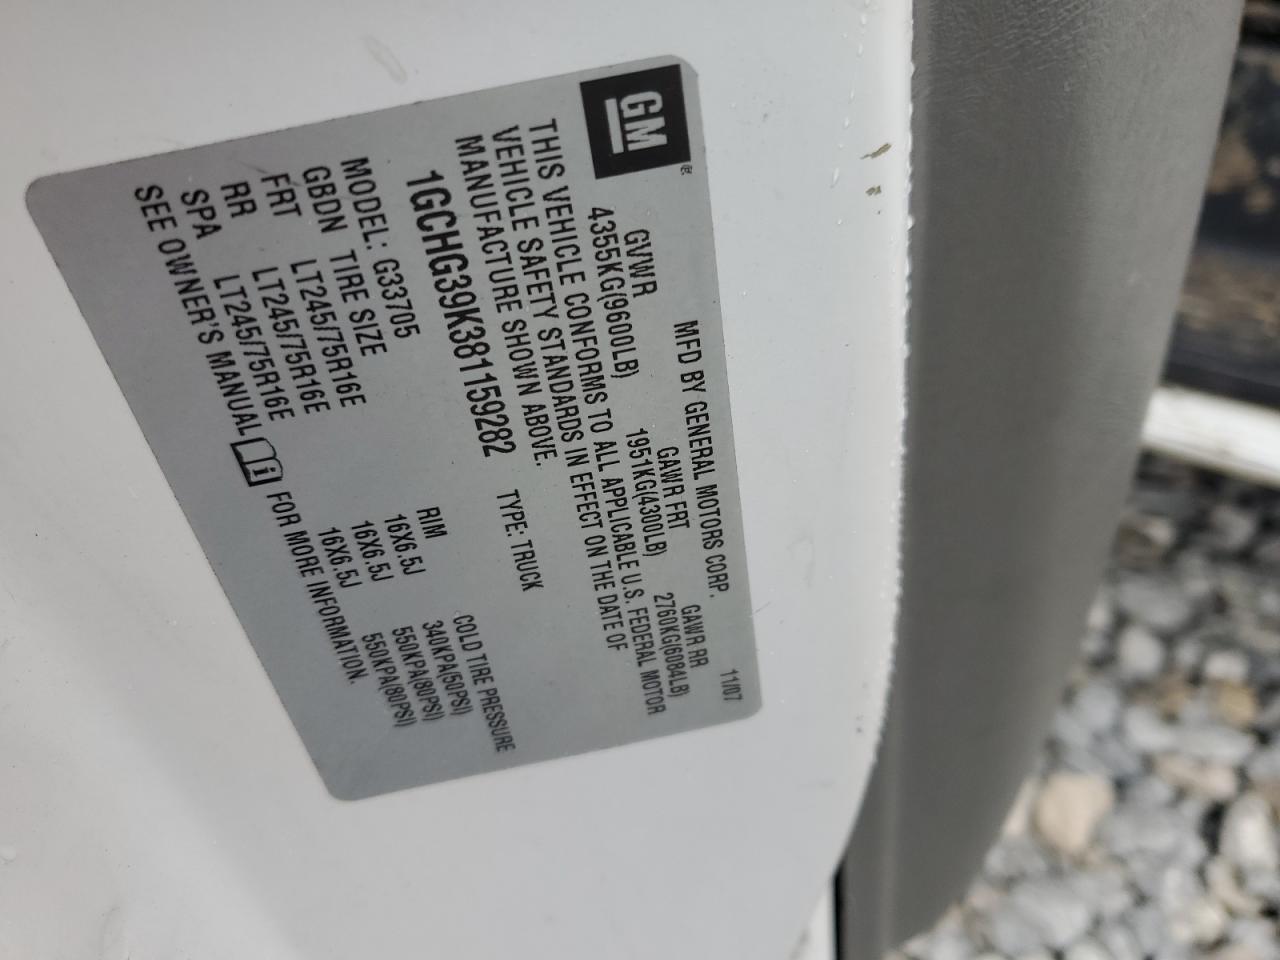 GM
MFD BY GENERAL MOTORS CORP. 11/07
GVWR GAWR FRT GAWR RR
4355KG(9600LB) 1951KG(4300LB) 2760KG(6084LB)
THIS VEHICLE CONFORMS TO ALL APPLICABLE U.S. FEDERAL MOTOR
VEHICLE SAFETY STANDARDS IN EFFECT ON THE DATE OF
MANUFACTURE SHOWN ABOVE.
1GCHG39K381159282 TYPE: TRUCK
MODEL: G33705
GBDN TIRE SIZE RIM COLD TIRE PRESSURE
FRT LT245/75R16E 16X6.5J 340KPA(50PSI)
RR LT245/75R16E 16X6.5J 550KPA(80PSI)
SPA LT245/75R16E 16X6.5J 550KPA(80PSI)
SEE OWNER'S MANUAL i FOR MORE INFORMATION.